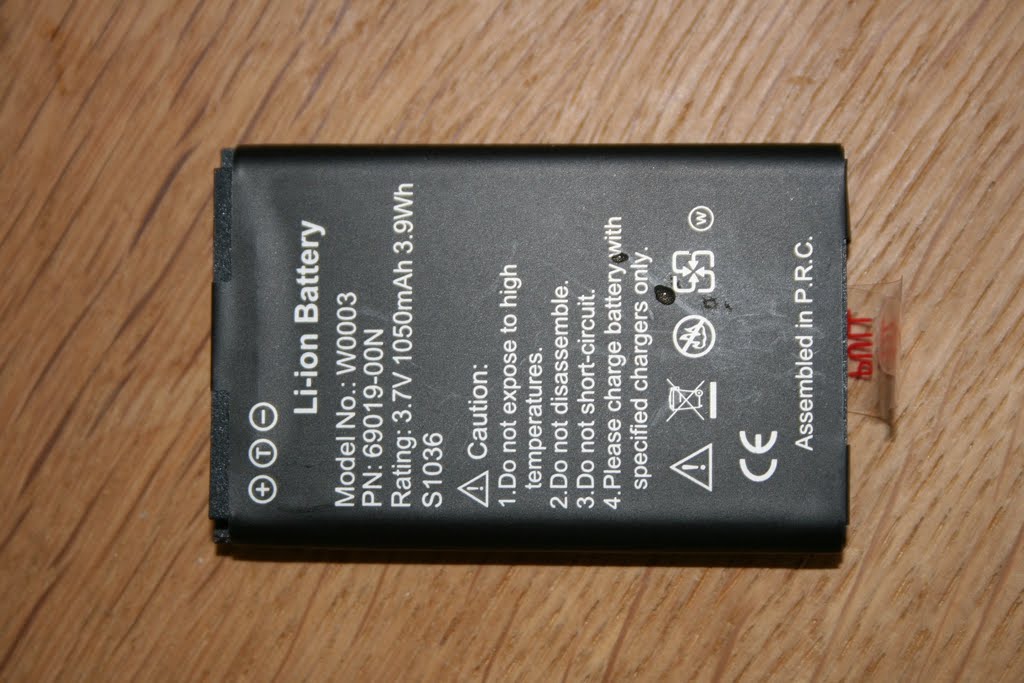 + T −
Li-ion Battery
Model No.: W0003
PN: 69019-00N
Rating: 3.7V 1050mAh 3.9Wh
S1036
Caution:
1.Do not expose to high
temperatures.
2.Do not disassemble.
3.Do not short-circuit.
4.Please charge battery with
specified chargers only.
W
CE
Assembled in P.R.C.